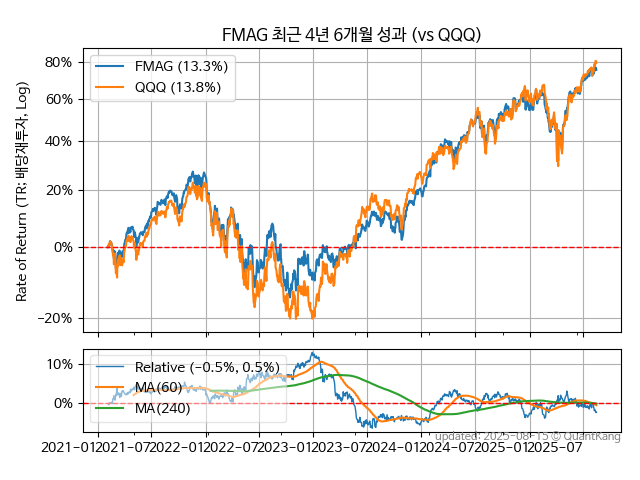 FMAG 최근 4년 6개월 성과 (vs QQQ)
Rate of Return (TR: 배당재투자, Log)
80%
60%
40%
20%
0%
−20%
FMAG (13.3%)
QQQ (13.8%)
10%
0%
Relative (−0.5%, 0.5%)
MA(60)
MA(240)
2021-01
2021-07
2022-01
2022-07
2023-01
2023-07
2024-01
2024-07
2025-01
2025-07
updated: 2025-08-15 © QuantKang